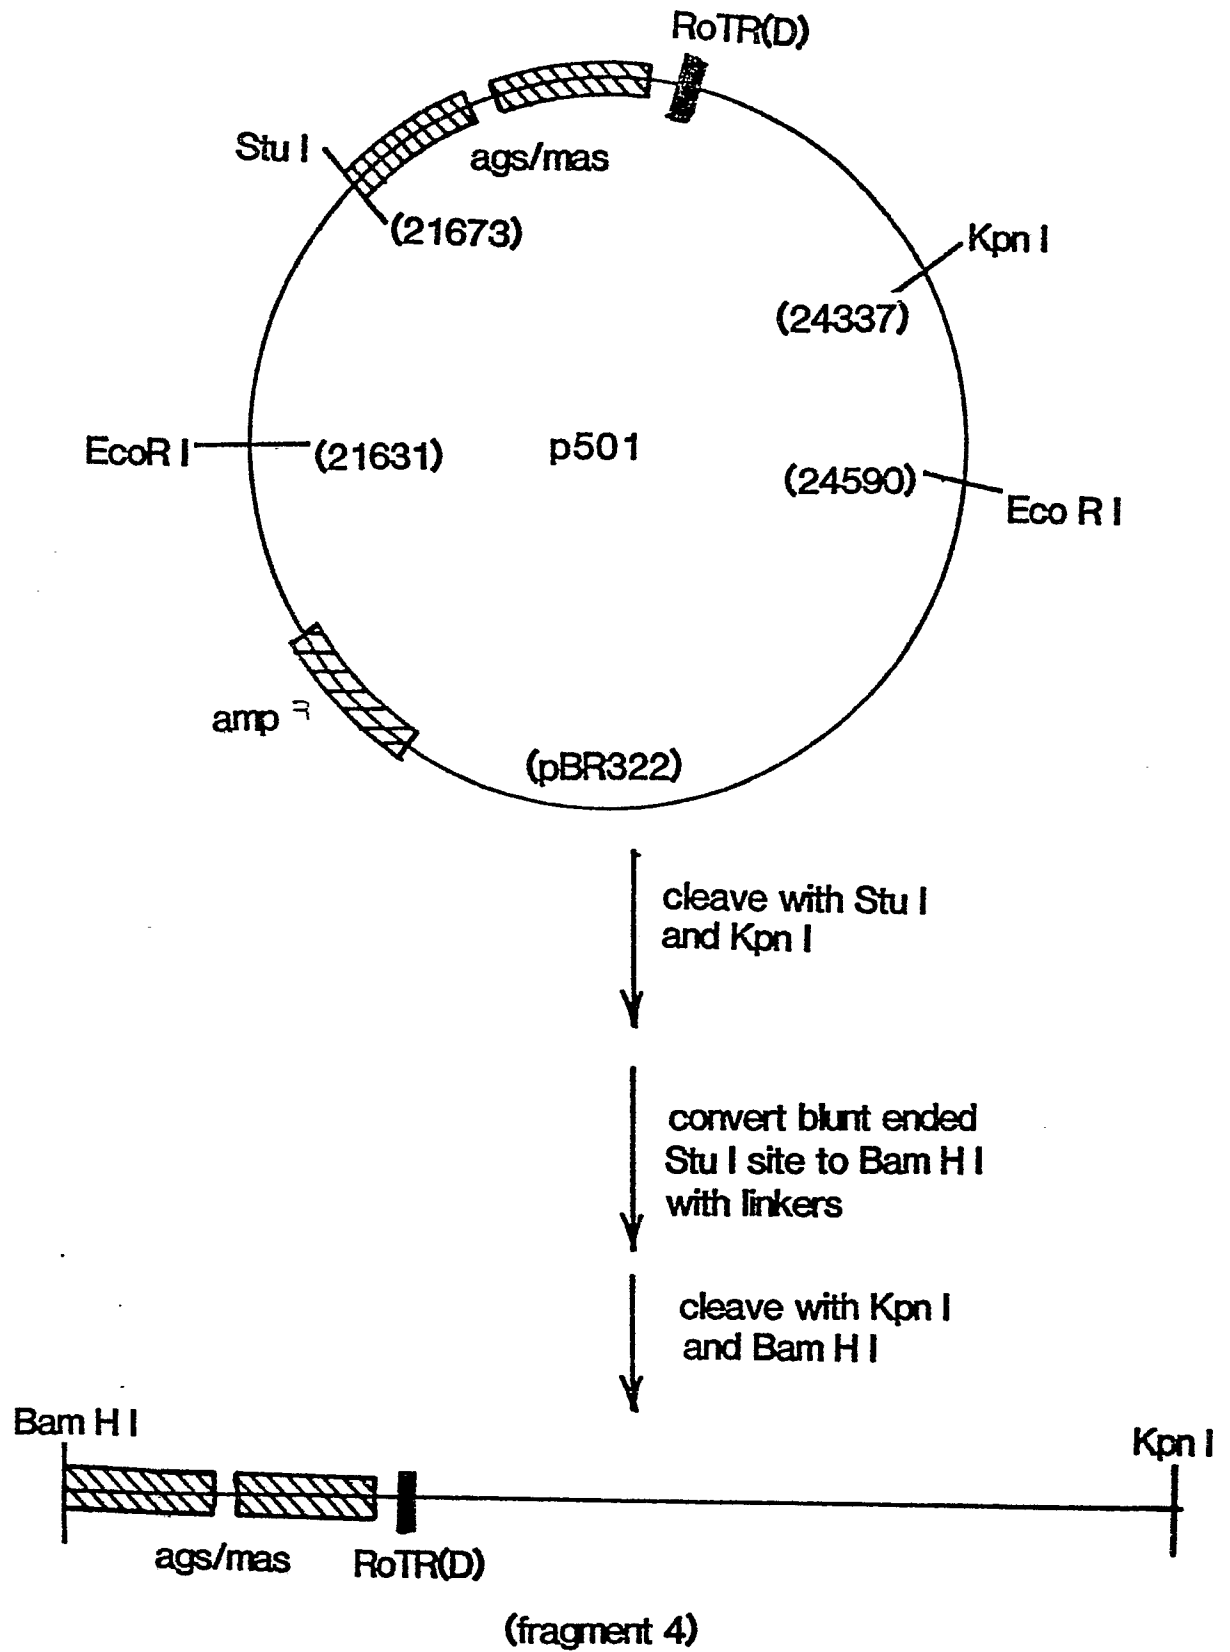 RoTR(D)
Stu I
ags/mas
(21673)
Kpn I
(24337)
EcoR I
(21631)
p501
(24590)
Eco R I
amp R
(pBR322)
cleave with Stu I
and Kpn I
convert blunt ended
Stu I site to Bam H I
with linkers
cleave with Kpn I
and Bam H I
Bam H I
Kpn I
ags/mas
RoTR(D)
(fragment 4)